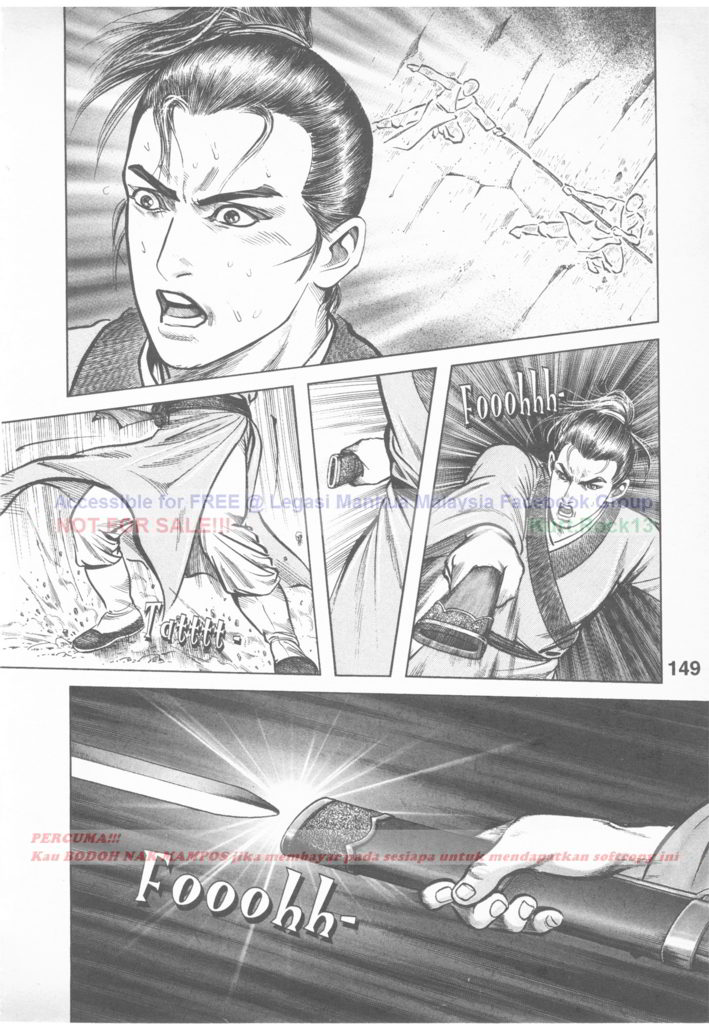 Fooohhh-
Accessible for FREE @ Legasi Manhua Malaysia Facebook Group
NOT FOR SALE!!!
Tatttt-
149
PERCUMA!!!
Kau BODOH NAK MAMPOS jika membayar pada sesiapa untuk mendapatkan softcopy ini
Fooohh-